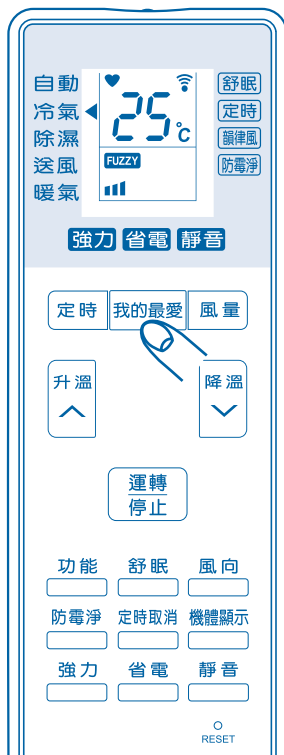 自動 舒眠
冷氣 25℃ 定時
除濕 韻律風
送風 FUZZY 防霉淨
暖氣
強力 省電 靜音
定時 我的最愛 風量
升溫 降溫
運轉
停止
功能 舒眠 風向
防霉淨 定時取消 機體顯示
強力 省電 靜音
RESET